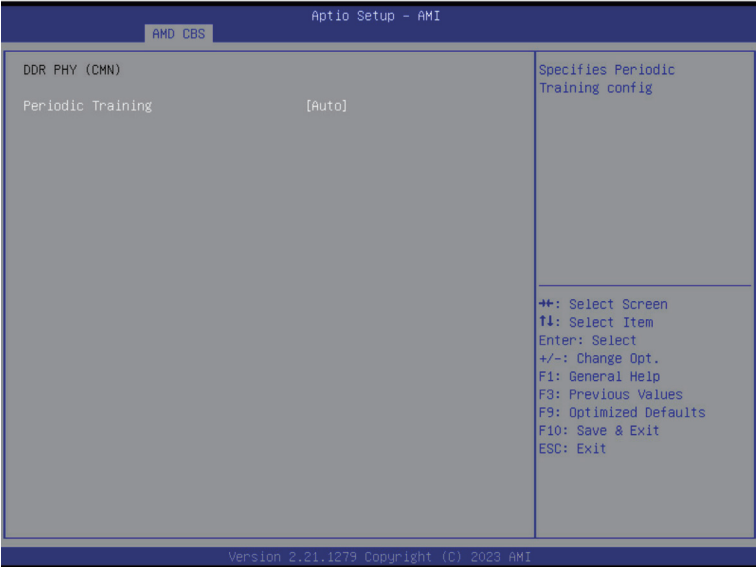 Aptio Setup – AMI
AMD CBS
DDR PHY (CMN)
Periodic Training [Auto]
Specifies Periodic
Training config
→←: Select Screen
↑↓: Select Item
Enter: Select
+/-: Change Opt.
F1: General Help
F3: Previous Values
F9: Optimized Defaults
F10: Save & Exit
ESC: Exit
Version 2.21.1279 Copyright (C) 2023 AMI